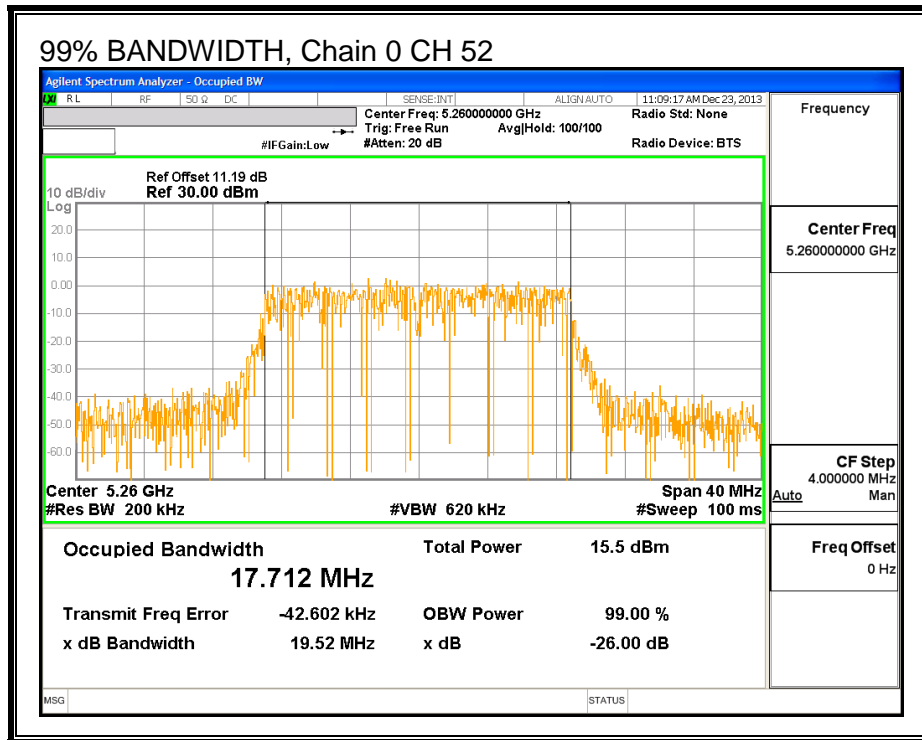 99% BANDWIDTH, Chain 0 CH 52
Agilent Spectrum Analyzer - Occupied BW
LXI RL RF 50 Ω DC SENSE:INT ALIGN AUTO 11:09:17 AM Dec 23, 2013
Center Freq: 5.260000000 GHz Radio Std: None
Trig: Free Run Avg|Hold: 100/100
#IFGain:Low #Atten: 20 dB Radio Device: BTS
Frequency
Ref Offset 11.19 dB
10 dB/div Ref 30.00 dBm
Log
20.0
10.0
0.00
-10.0
-20.0
-30.0
-40.0
-50.0
-60.0
Center 5.26 GHz Span 40 MHz
#Res BW 200 kHz #VBW 620 kHz #Sweep 100 ms
Center Freq
5.260000000 GHz
CF Step
4.000000 MHz
Auto Man
Freq Offset
0 Hz
Occupied Bandwidth Total Power 15.5 dBm
17.712 MHz
Transmit Freq Error -42.602 kHz OBW Power 99.00 %
x dB Bandwidth 19.52 MHz x dB -26.00 dB
MSG STATUS